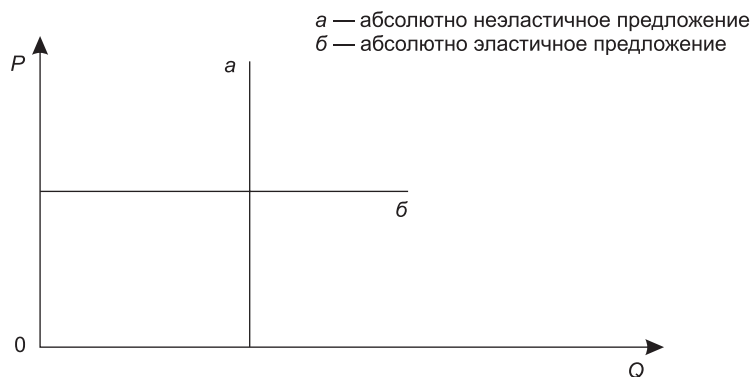 а — абсолютно неэластичное предложение
б — абсолютно эластичное предложение
P
а
б
0
Q